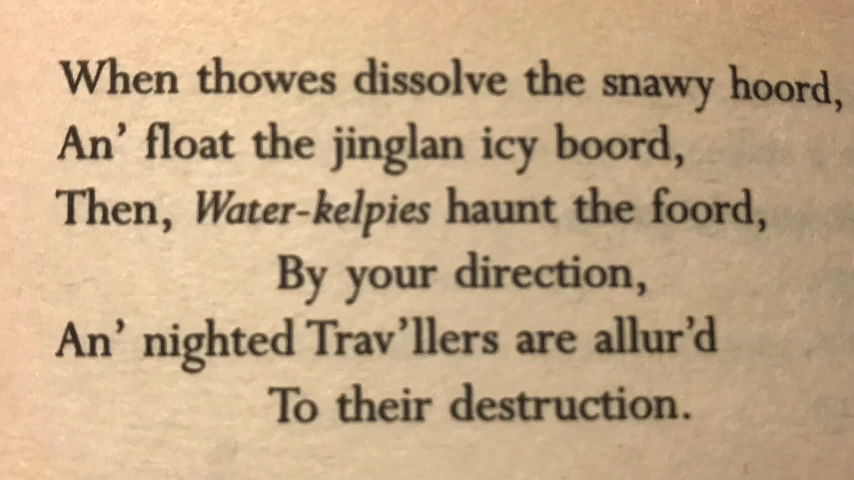 When thowes dissolve the snawy hoord,
An’ float the jinglan icy boord,
Then, Water-kelpies haunt the foord,
By your direction,
An’ nighted Trav’llers are allur’d
To their destruction.